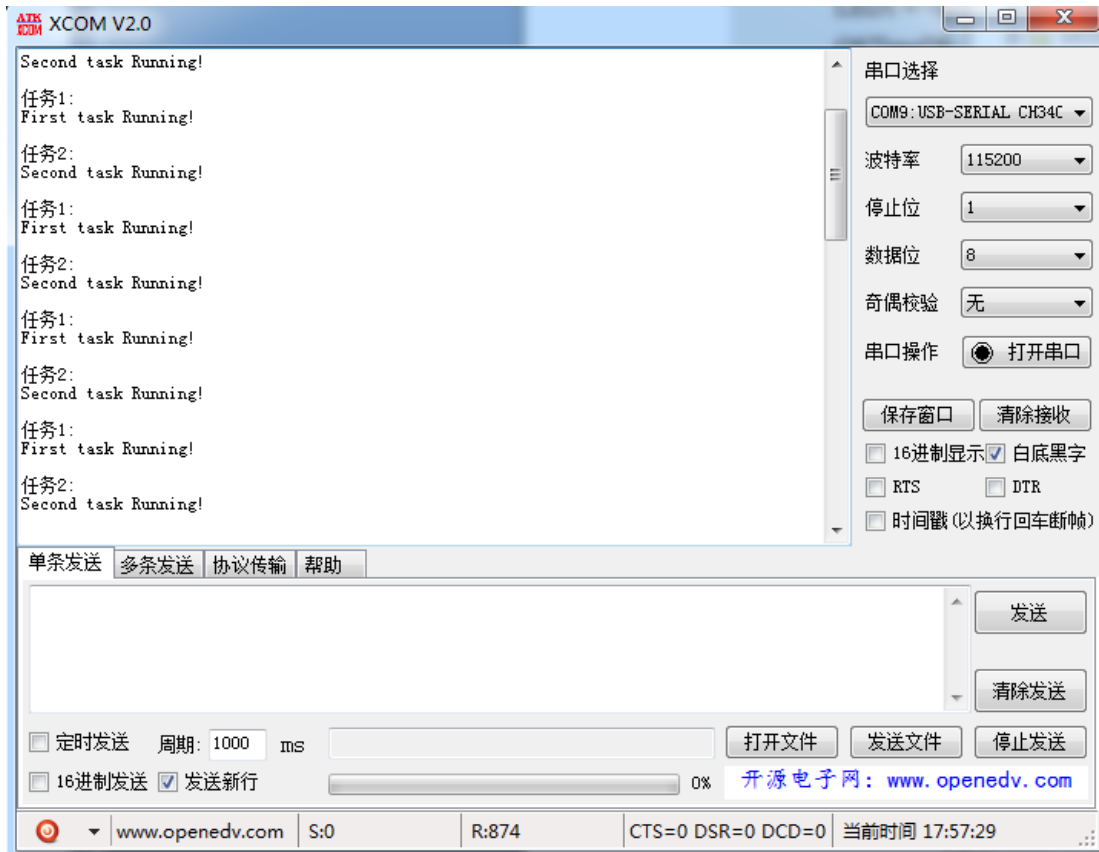 ATK XCOM XCOM V2.0
Second task Running!
任务1:
First task Running!
任务2:
Second task Running!
任务1:
First task Running!
任务2:
Second task Running!
任务1:
First task Running!
任务2:
Second task Running!
任务1:
First task Running!
任务2:
Second task Running!
串口选择
COM9:USB-SERIAL CH34C
波特率 115200
停止位 1
数据位 8
奇偶校验 无
串口操作 打开串口
保存窗口 清除接收
16进制显示 白底黑字
RTS DTR
时间戳(以换行回车断帧)
单条发送 多条发送 协议传输 帮助
发送
清除发送
定时发送 周期: 1000 ms 打开文件 发送文件 停止发送
16进制发送 发送新行 0% 开源电子网: www.openedv.com
www.openedv.com S:0 R:874 CTS=0 DSR=0 DCD=0 当前时间 17:57:29